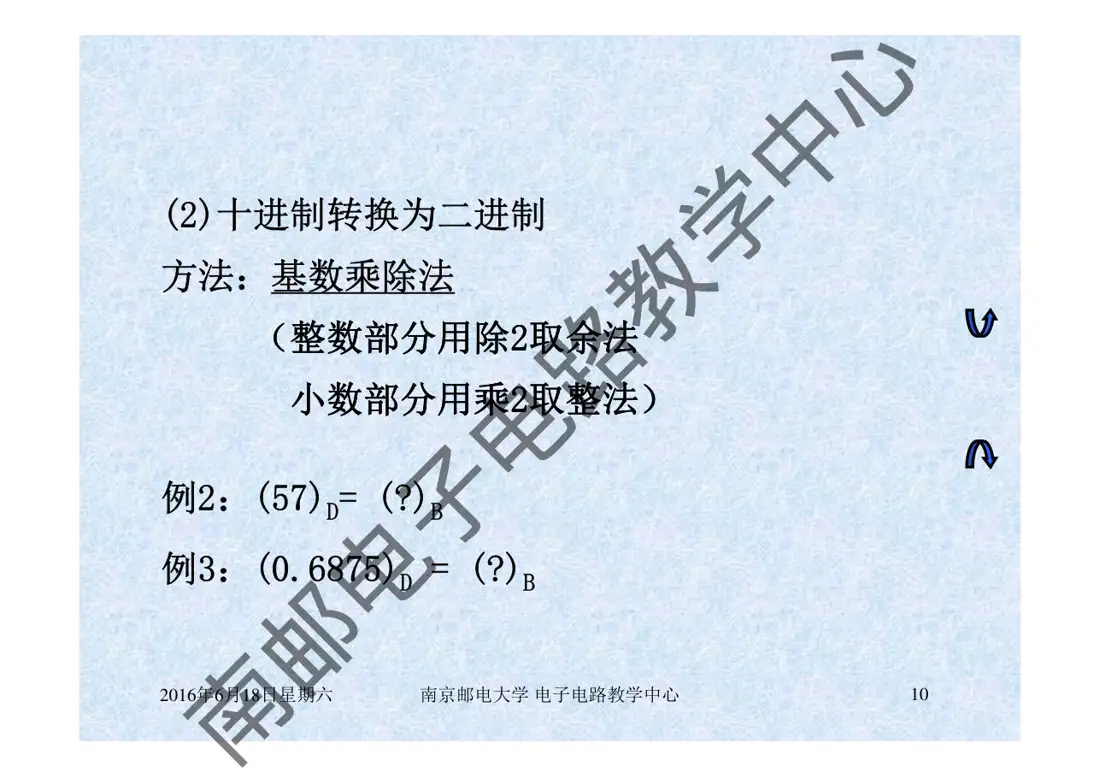 (2)十进制转换为二进制
方法：基数乘除法
（整数部分用除2取余法
小数部分用乘2取整法）
例2：(57)D= (?)B
例3：(0.6875)D = (?)B
2016年6月18日星期六
南京邮电大学 电子电路教学中心
10
南邮电子电路教学中心